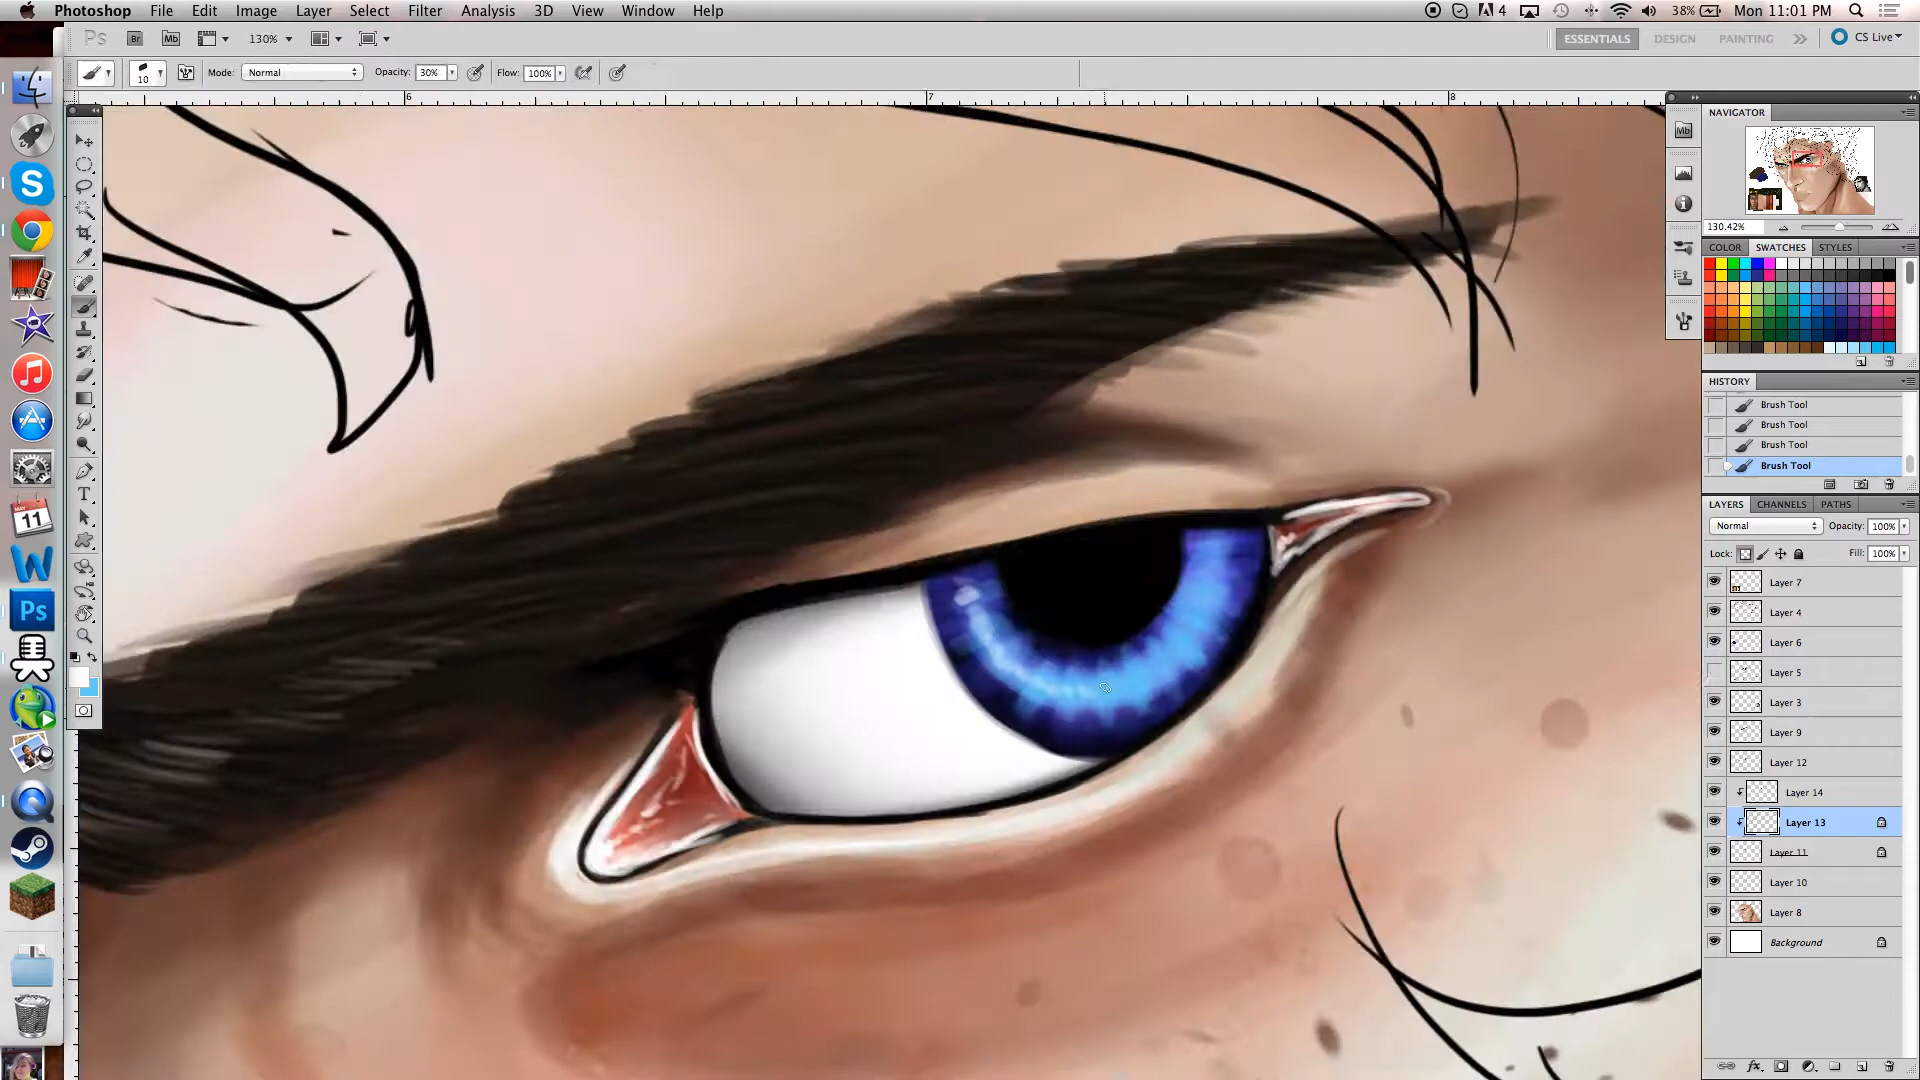 Photoshop File Edit Image Layer Select Filter Analysis 3D View Window Help 4 38% Mon 11:01 PM
Ps Br Mb 130% ESSENTIALS DESIGN PAINTING CS Live
10 Mode: Normal Opacity: 30% Flow: 100%
6 7 8
NAVIGATOR
Mb
130.42%
COLOR SWATCHES STYLES
HISTORY
Brush Tool
Brush Tool
Brush Tool
Brush Tool
LAYERS CHANNELS PATHS
Normal Opacity: 100%
Lock: Fill: 100%
Layer 7
Layer 4
Layer 6
Layer 5
Layer 3
Layer 9
Layer 12
Layer 14
Layer 13
Layer 11
Layer 10
Layer 8
Background
S
MAY
11
W
Ps
T
fx